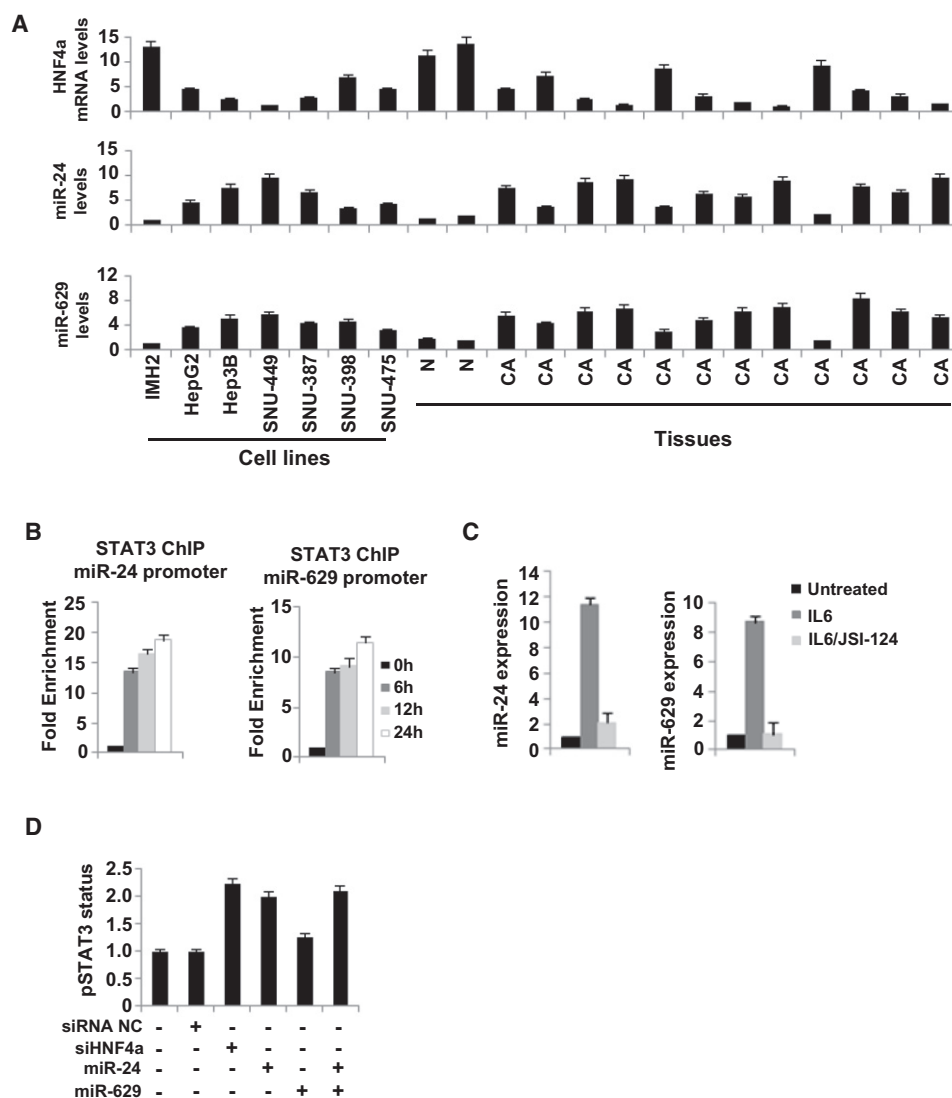 A
HNF4a
mRNA levels
15
10
5
0
miR-24
levels
15
10
5
0
miR-629
levels
12
8
4
0
IMH2
HepG2
Hep3B
SNU-449
SNU-387
SNU-398
SNU-475
N
N
CA
CA
CA
CA
CA
CA
CA
CA
CA
CA
CA
CA
Cell lines
Tissues
B
STAT3 ChIP
miR-24 promoter
Fold Enrichment
25
20
15
10
5
0
STAT3 ChIP
miR-629 promoter
Fold Enrichment
15
10
5
0
0h
6h
12h
24h
C
miR-24 expression
14
12
10
8
6
4
2
0
miR-629 expression
10
8
6
4
2
0
Untreated
IL6
IL6/JSI-124
D
pSTAT3 status
2.5
2.0
1.5
1.0
0.5
0
siRNA NC - + - - - -
siHNF4a - - + - - -
miR-24 - - - + - +
miR-629 - - - - + +